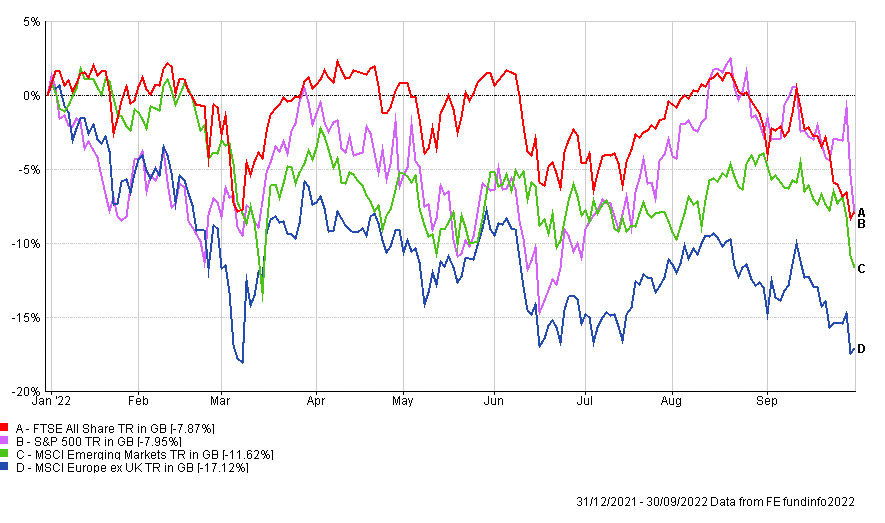 5%
0%
-5%
-10%
-15%
-20%
A
B
C
D
Jan '22 Feb Mar Apr May Jun Jul Aug Sep
A - FTSE All Share TR in GB [-7.87%]
B - S&P 500 TR in GB [-7.95%]
C - MSCI Emerging Markets TR in GB [-11.62%]
D - MSCI Europe ex UK TR in GB [-17.12%]
31/12/2021 - 30/09/2022 Data from FE fundinfo2022